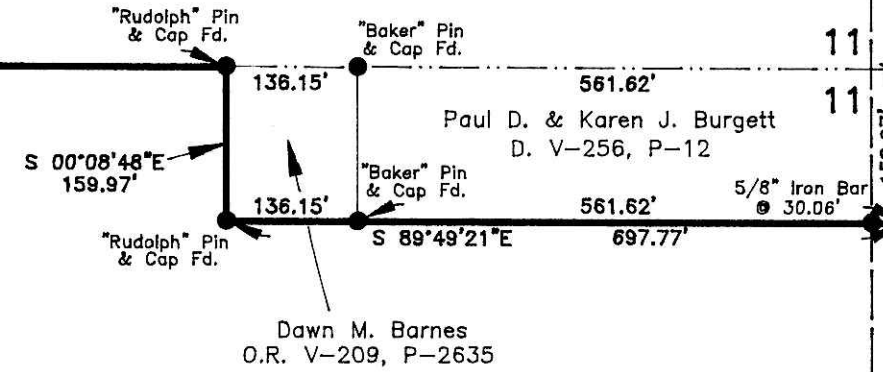 "Rudolph" Pin
& Cap Fd.
"Baker" Pin
& Cap Fd.
11
136.15'
561.62'
11
Paul D. & Karen J. Burgett
D. V-256, P-12
S 00°08'48"E
159.97'
"Baker" Pin
& Cap Fd.
5/8" Iron Bar
@ 30.06'
136.15'
561.62'
"Rudolph" Pin
& Cap Fd.
S 89°49'21"E
697.77'
Dawn M. Barnes
O.R. V-209, P-2635